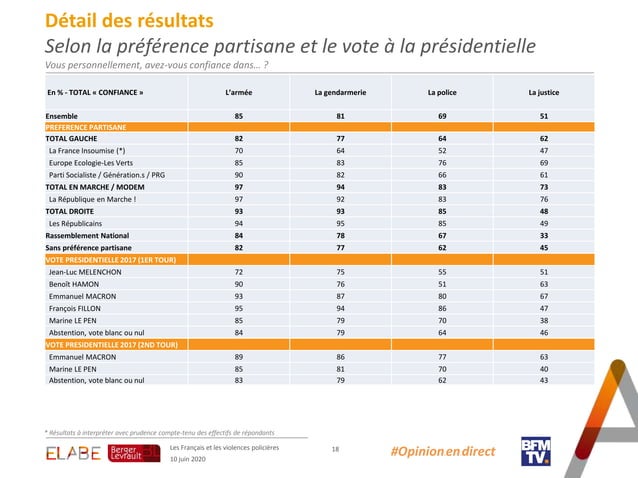 Détail des résultats
Selon la préférence partisane et le vote à la présidentielle
Vous personnellement, avez-vous confiance dans… ?
En % - TOTAL « CONFIANCE » L'armée La gendarmerie La police La justice
Ensemble 85 81 69 51
PREFERENCE PARTISANE
TOTAL GAUCHE 82 77 64 62
La France Insoumise (*) 70 64 52 47
Europe Ecologie-Les Verts 85 83 76 69
Parti Socialiste / Génération.s / PRG 90 82 66 61
TOTAL EN MARCHE / MODEM 97 94 83 73
La République en Marche ! 97 92 83 76
TOTAL DROITE 93 93 85 48
Les Républicains 94 95 85 49
Rassemblement National 84 78 67 33
Sans préférence partisane 82 77 62 45
VOTE PRESIDENTIELLE 2017 (1ER TOUR)
Jean-Luc MELENCHON 72 75 55 51
Benoît HAMON 90 76 51 63
Emmanuel MACRON 93 87 80 67
François FILLON 95 94 86 47
Marine LE PEN 85 79 70 38
Abstention, vote blanc ou nul 84 79 64 46
VOTE PRESIDENTIELLE 2017 (2ND TOUR)
Emmanuel MACRON 89 86 77 63
Marine LE PEN 85 81 70 40
Abstention, vote blanc ou nul 83 79 62 43
* Résultats à interpréter avec prudence compte-tenu des effectifs de répondants
ELABE
Berger
Levrault
Les Français et les violences policières
10 juin 2020
18
#Opinionendirect
BFM
TV.